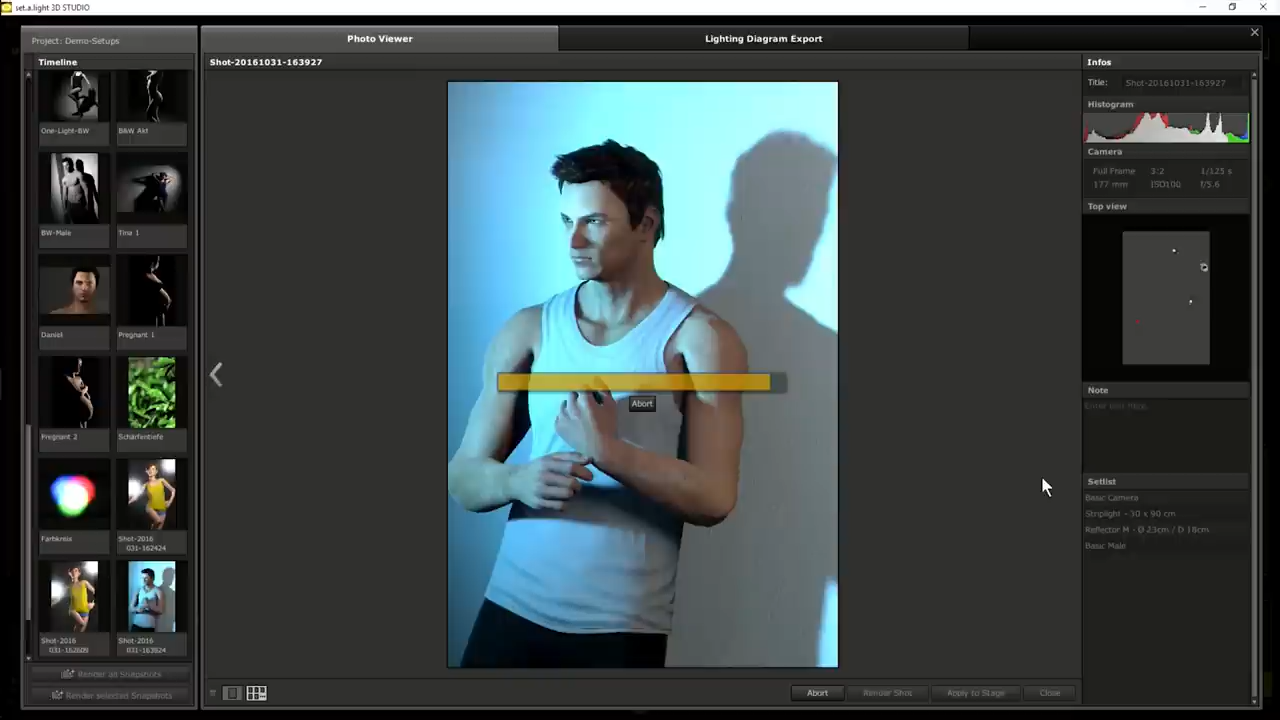 set.a.light 3D STUDIO
Project: Demo-Setups
Timeline
One-Light-BW
B&W Akt
BW-Male
Tina 1
Daniel
Pregnant 1
Pregnant 2
Schärfentiefe
Farbkreis
Shot-2016
031-162424
Shot-2016
031-162609
Shot-2016
031-163924
Render all Snapshots
Render selected Snapshots
Photo Viewer
Lighting Diagram Export
Shot-20161031-163927
Abort
Abort
Render Shot
Apply to Stage
Close
Infos
Title: Shot-20161031-163927
Histogram
Camera
Full Frame 3:2 1/125 s
177 mm ISO100 f/5.6
Top view
Note
Enter text here
Setlist
Basic Camera
Striplight - 30 x 90 cm
Reflector M - Ø 23cm / D 18cm
Basic Male